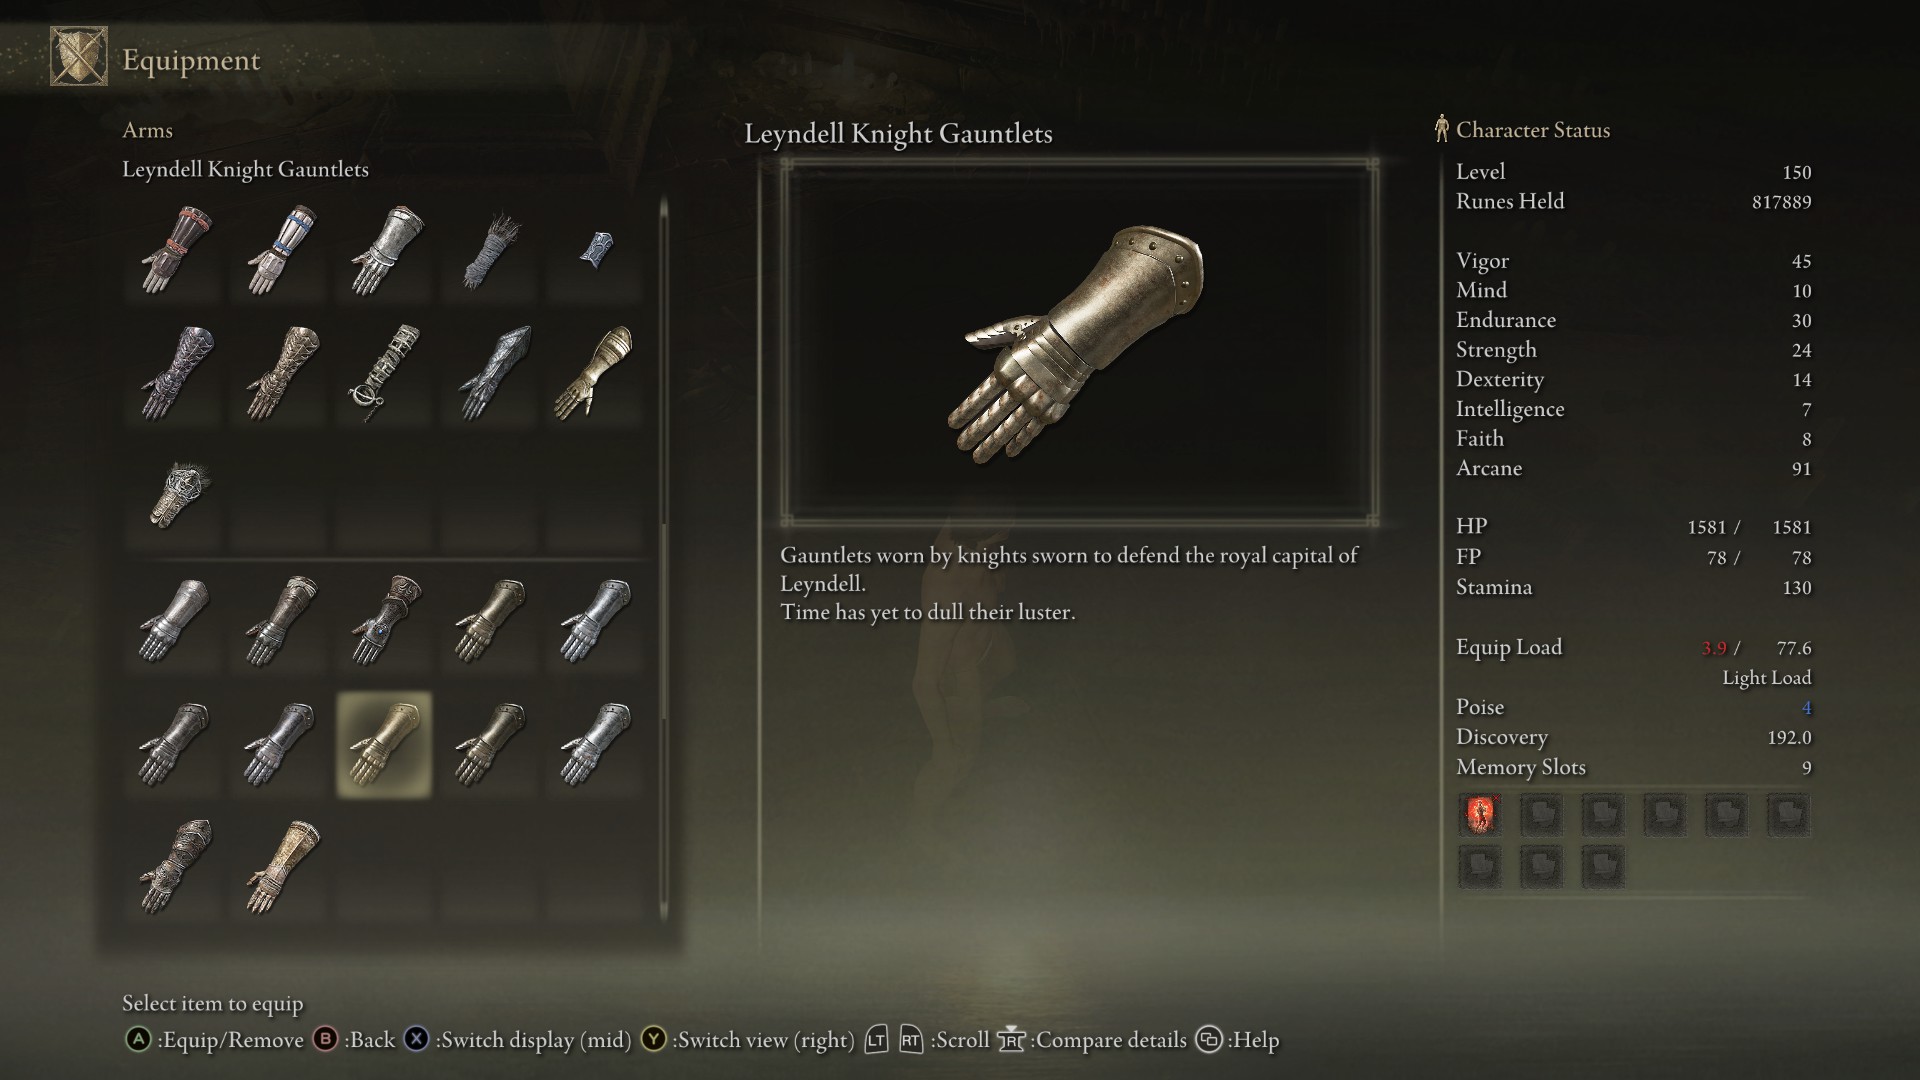 Equipment
Arms
Leyndell Knight Gauntlets
Leyndell Knight Gauntlets
Gauntlets worn by knights sworn to defend the royal capital of
Leyndell.
Time has yet to dull their luster.
Character Status
Level 150
Runes Held 817889
Vigor 45
Mind 10
Endurance 30
Strength 24
Dexterity 14
Intelligence 7
Faith 8
Arcane 91
HP 1581 / 1581
FP 78 / 78
Stamina 130
Equip Load 3.9 / 77.6
Light Load
Poise 4
Discovery 192.0
Memory Slots 9
Select item to equip
A :Equip/Remove B :Back X :Switch display (mid) Y :Switch view (right) LT RT :Scroll R :Compare details :Help